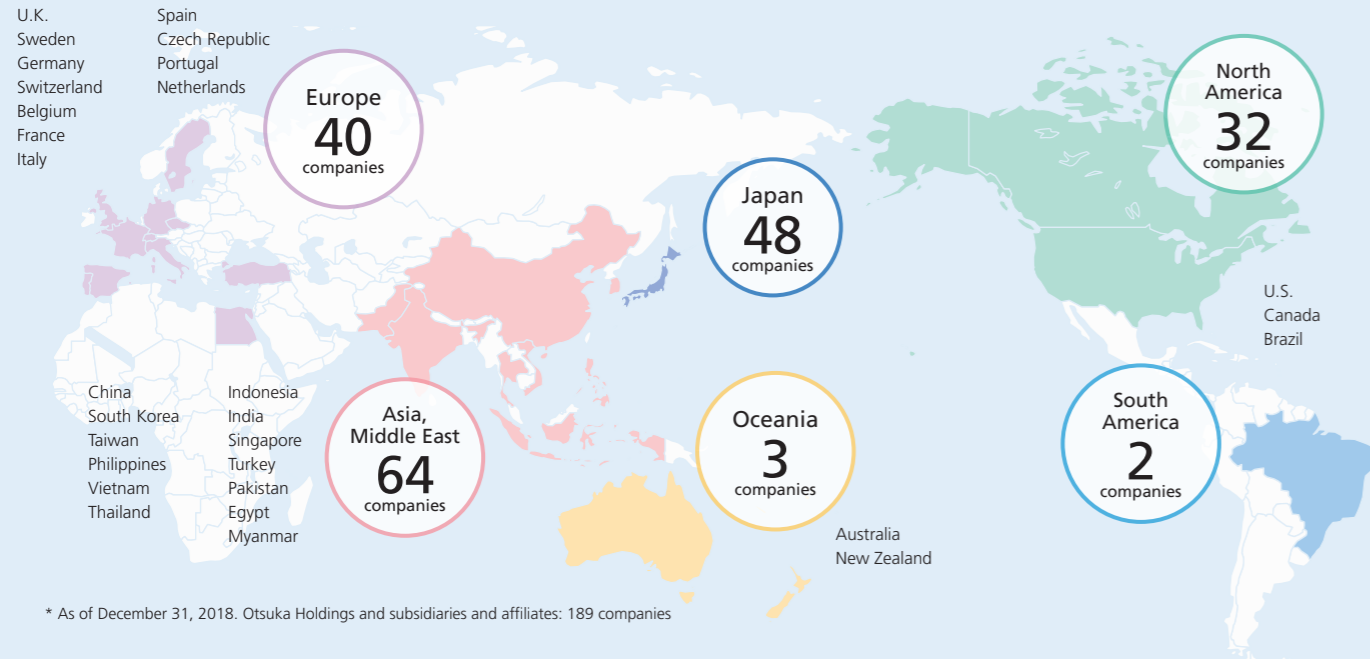 U.K.
Sweden
Germany
Switzerland
Belgium
France
Italy
Spain
Czech Republic
Portugal
Netherlands
Europe
40
companies
Japan
48
companies
North
America
32
companies
U.S.
Canada
Brazil
China
South Korea
Taiwan
Philippines
Vietnam
Thailand
Indonesia
India
Singapore
Turkey
Pakistan
Egypt
Myanmar
Asia,
Middle East
64
companies
Oceania
3
companies
Australia
New Zealand
South
America
2
companies
* As of December 31, 2018. Otsuka Holdings and subsidiaries and affiliates: 189 companies